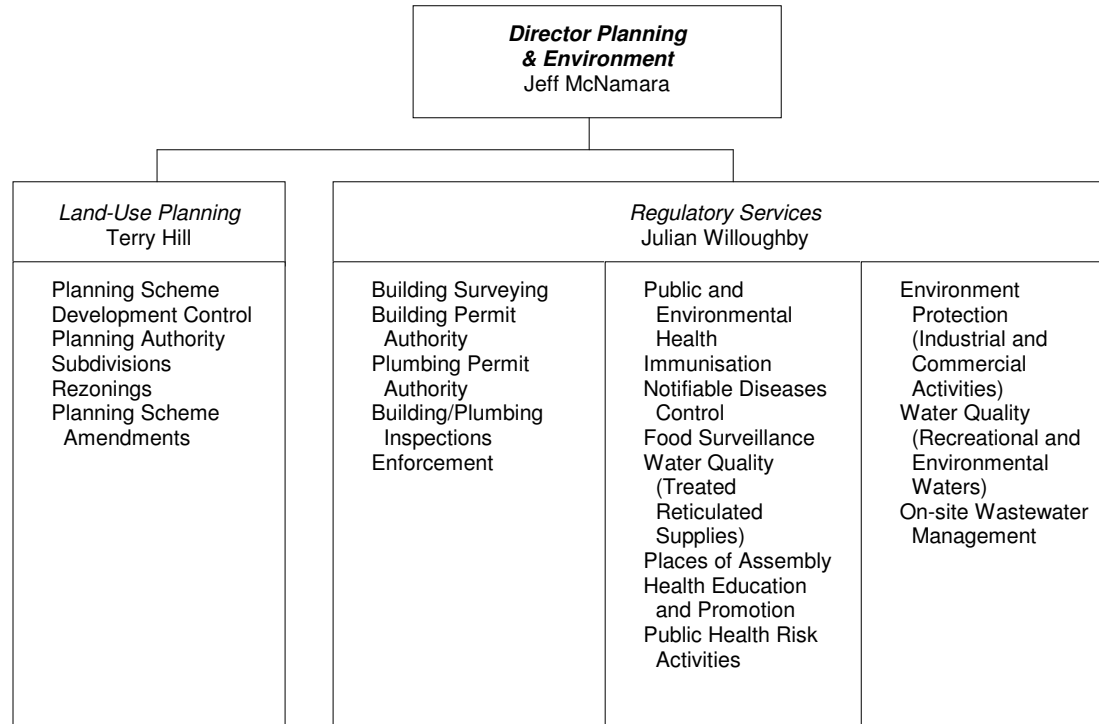 Director Planning
& Environment
Jeff McNamara
Land-Use Planning
Terry Hill
Regulatory Services
Julian Willoughby
Planning Scheme
Development Control
Planning Authority
Subdivisions
Rezonings
Planning Scheme
Amendments
Building Surveying
Building Permit
Authority
Plumbing Permit
Authority
Building/Plumbing
Inspections
Enforcement
Public and
Environmental
Health
Immunisation
Notifiable Diseases
Control
Food Surveillance
Water Quality
(Treated
Reticulated
Supplies)
Places of Assembly
Health Education
and Promotion
Public Health Risk
Activities
Environment
Protection
(Industrial and
Commercial
Activities)
Water Quality
(Recreational and
Environmental
Waters)
On-site Wastewater
Management